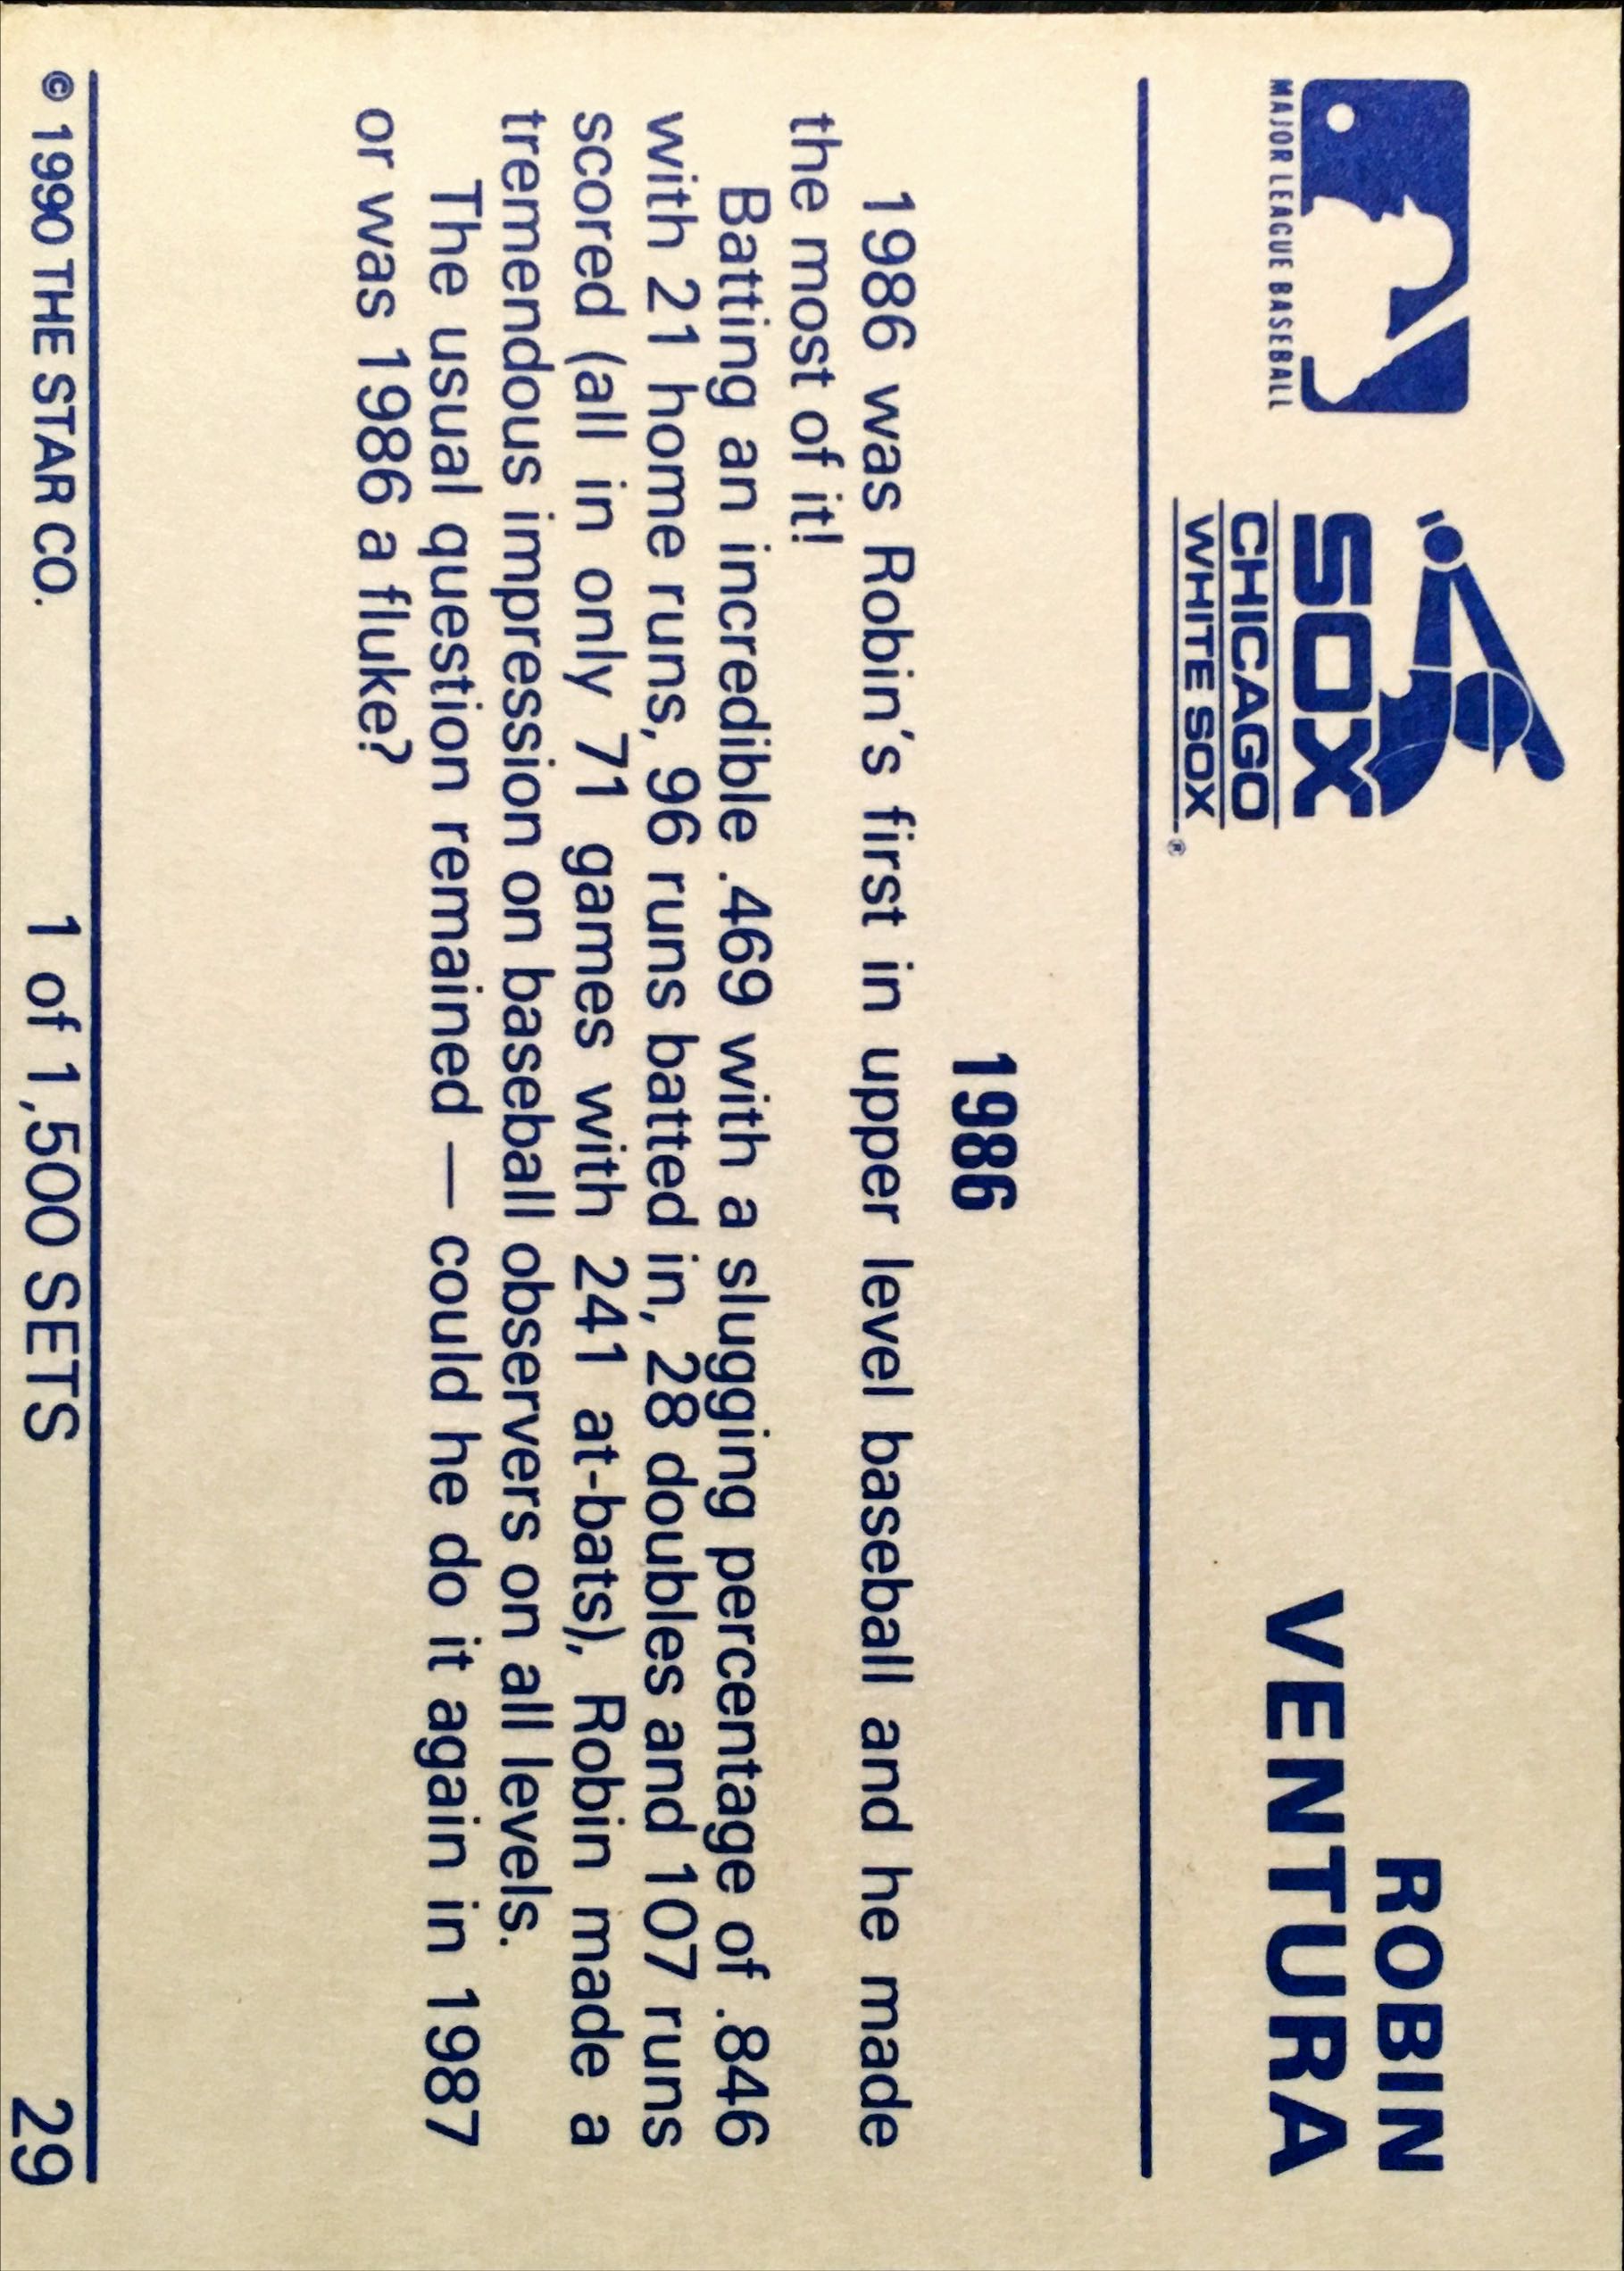 MAJOR LEAGUE BASEBALL
SOX
CHICAGO
WHITE SOX®
ROBIN
VENTURA
1986
1986 was Robin's first in upper level baseball and he made
the most of it!
Batting an incredible .469 with a slugging percentage of .846
with 21 home runs, 96 runs batted in, 28 doubles and 107 runs
scored (all in only 71 games with 241 at-bats), Robin made a
tremendous impression on baseball observers on all levels.
The usual question remained — could he do it again in 1987
or was 1986 a fluke?
© 1990 THE STAR CO.
1 of 1,500 SETS
29